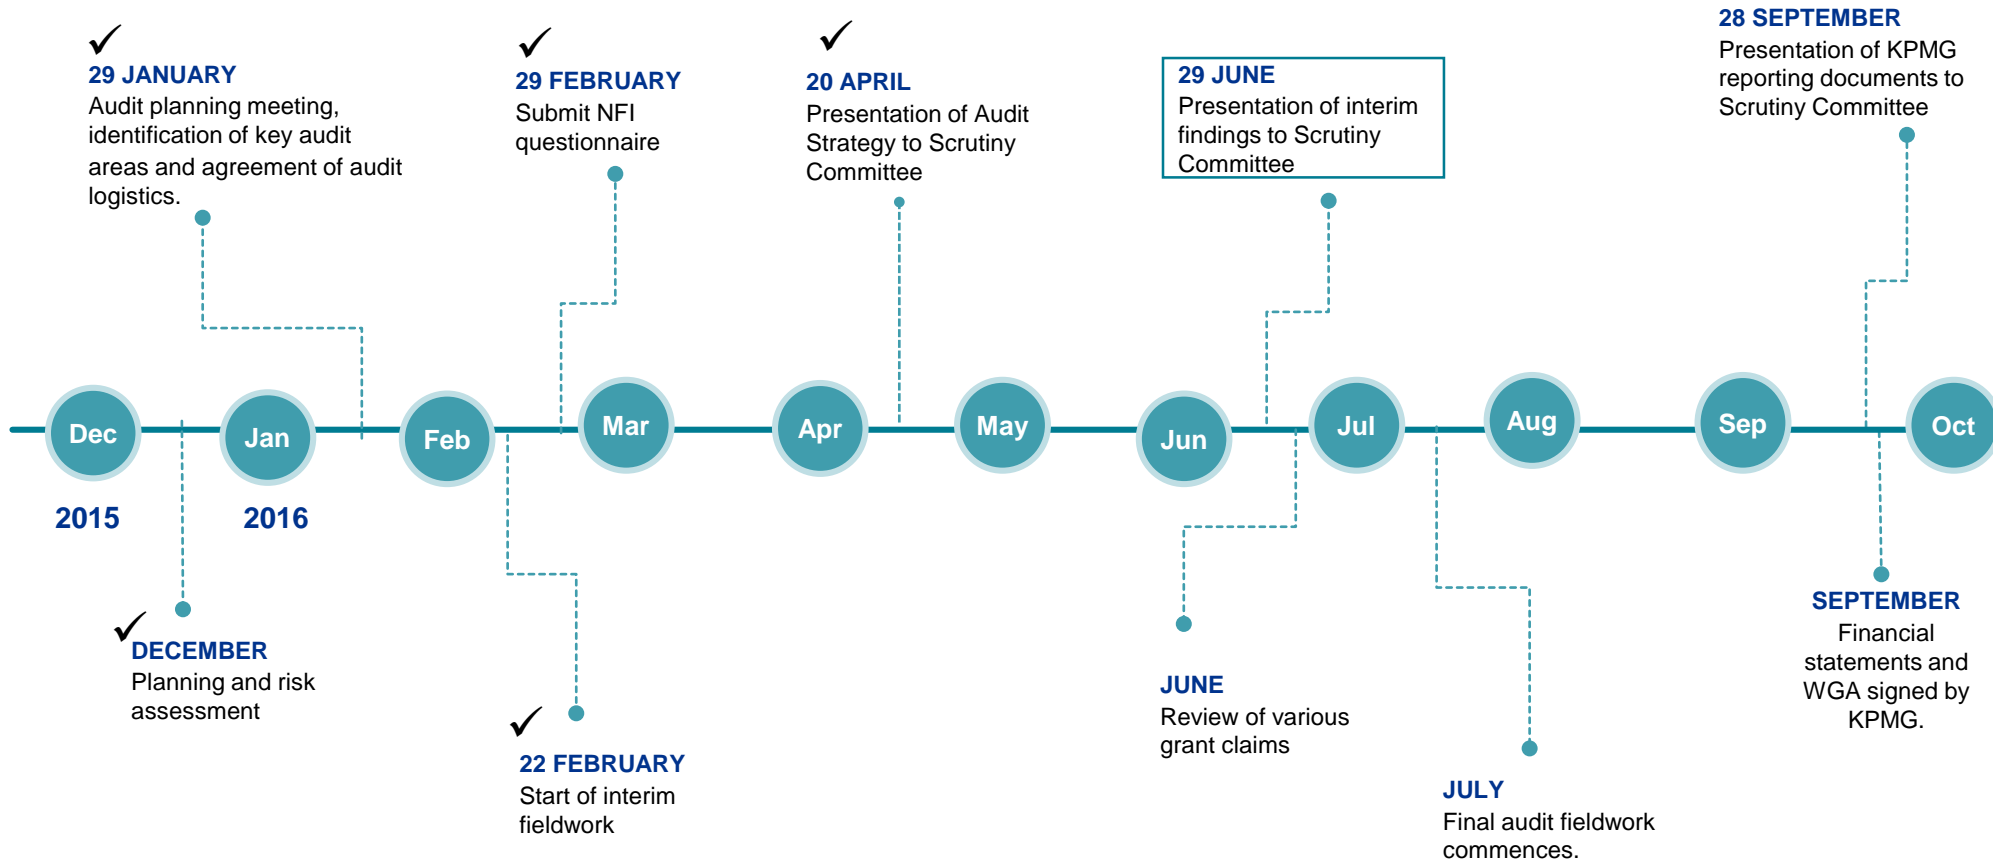 29 JANUARY
Audit planning meeting,
identification of key audit
areas and agreement of audit
logistics.
29 FEBRUARY
Submit NFI
questionnaire
20 APRIL
Presentation of Audit
Strategy to Scrutiny
Committee
29 JUNE
Presentation of interim
findings to Scrutiny
Committee
28 SEPTEMBER
Presentation of KPMG
reporting documents to
Scrutiny Committee
Dec
Jan
Feb
Mar
Apr
May
Jun
Jul
Aug
Sep
Oct
2015
2016
DECEMBER
Planning and risk
assessment
22 FEBRUARY
Start of interim
fieldwork
JUNE
Review of various
grant claims
JULY
Final audit fieldwork
commences.
SEPTEMBER
Financial
statements and
WGA signed by
KPMG.